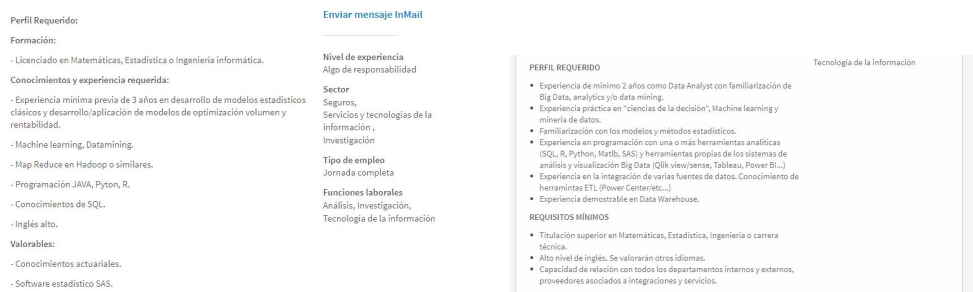 Perfil Requerido:
Formación:
- Licenciado en Matemáticas, Estadística o Ingeniería informática.
Conocimientos y experiencia requerida:
- Experiencia mínima previa de 3 años en desarrollo de modelos estadísticos
clásicos y desarrollo/aplicación de modelos de optimización volumen y
rentabilidad.
- Machine learning, Datamining.
- Map Reduce en Hadoop o similares.
- Programación JAVA, Pyton, R.
- Conocimientos de SQL.
- Inglés alto.
Valorables:
- Conocimientos actuariales.
- Software estadístico SAS.
Enviar mensaje InMail
Nivel de experiencia
Algo de responsabilidad
Sector
Seguros,
Servicios y tecnologías de la
información ,
Investigación
Tipo de empleo
Jornada completa
Funciones laborales
Análisis, Investigación,
Tecnología de la información
PERFIL REQUERIDO
• Experiencia de mínimo 2 años como Data Analyst con familiarización de
Big Data, analytics y/o data mining.
• Experiencia práctica en "ciencias de la decisión", Machine learning y
minería de datos.
• Familiarización con los modelos y métodos estadísticos.
• Experiencia en programación con una o más herramientas analíticas
(SQL, R, Python, Matlb, SAS) y herramientas propias de los sistemas de
análisis y visualización Big Data (Qlik view/sense, Tableau, Power BI...)
• Experiencia en la integración de varias fuentes de datos. Conocimiento de
herramintas ETL (Power Center/etc...)
• Experiencia demostrable en Data Warehouse.
REQUISITOS MÍNIMOS
• Titulación superior en Matemáticas, Estadística, Ingeniería o carrera
técnica.
• Alto nivel de inglés. Se valorarán otros idiomas.
• Capacidad de relación con todos los departamentos internos y externos,
proveedores asociados a integraciones y servicios.
Tecnología de la información